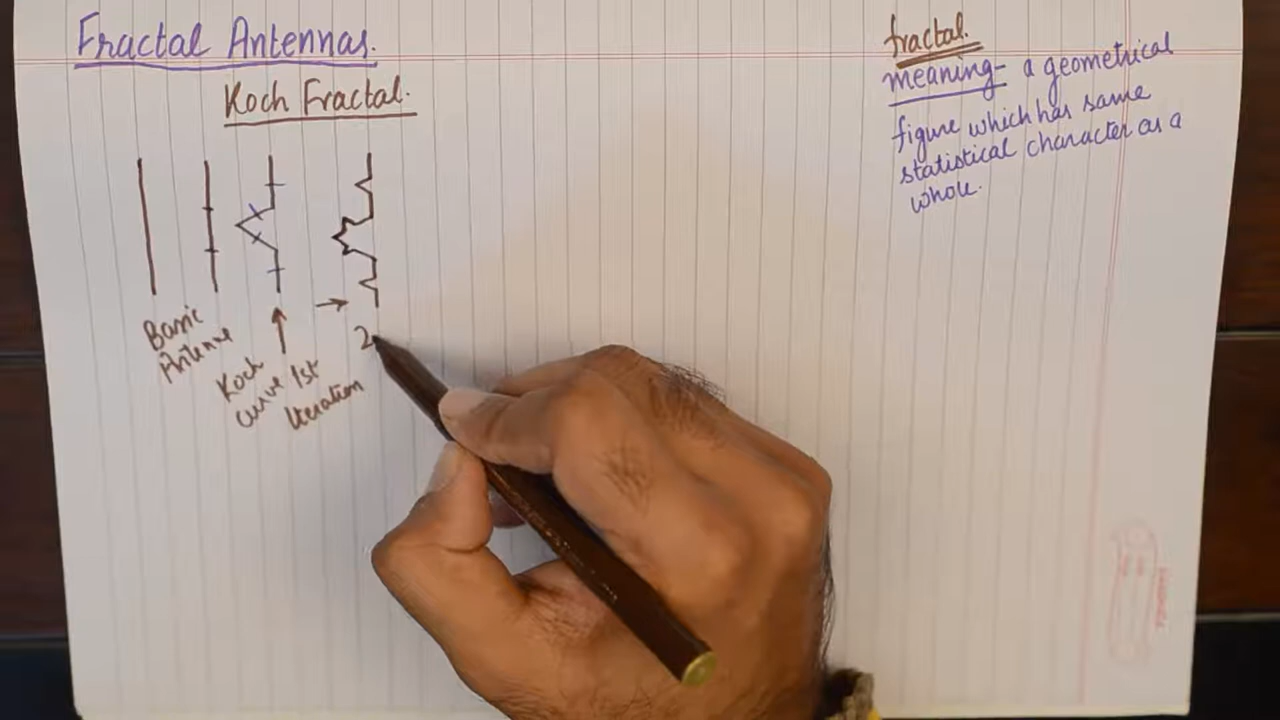 Fractal Antennas.
Koch Fractal.
Basic
Antenne
Koch
curve 1st
Iteration
2
fractal.
meaning- a geometrical
figure which has same
statistical character as a
whole.